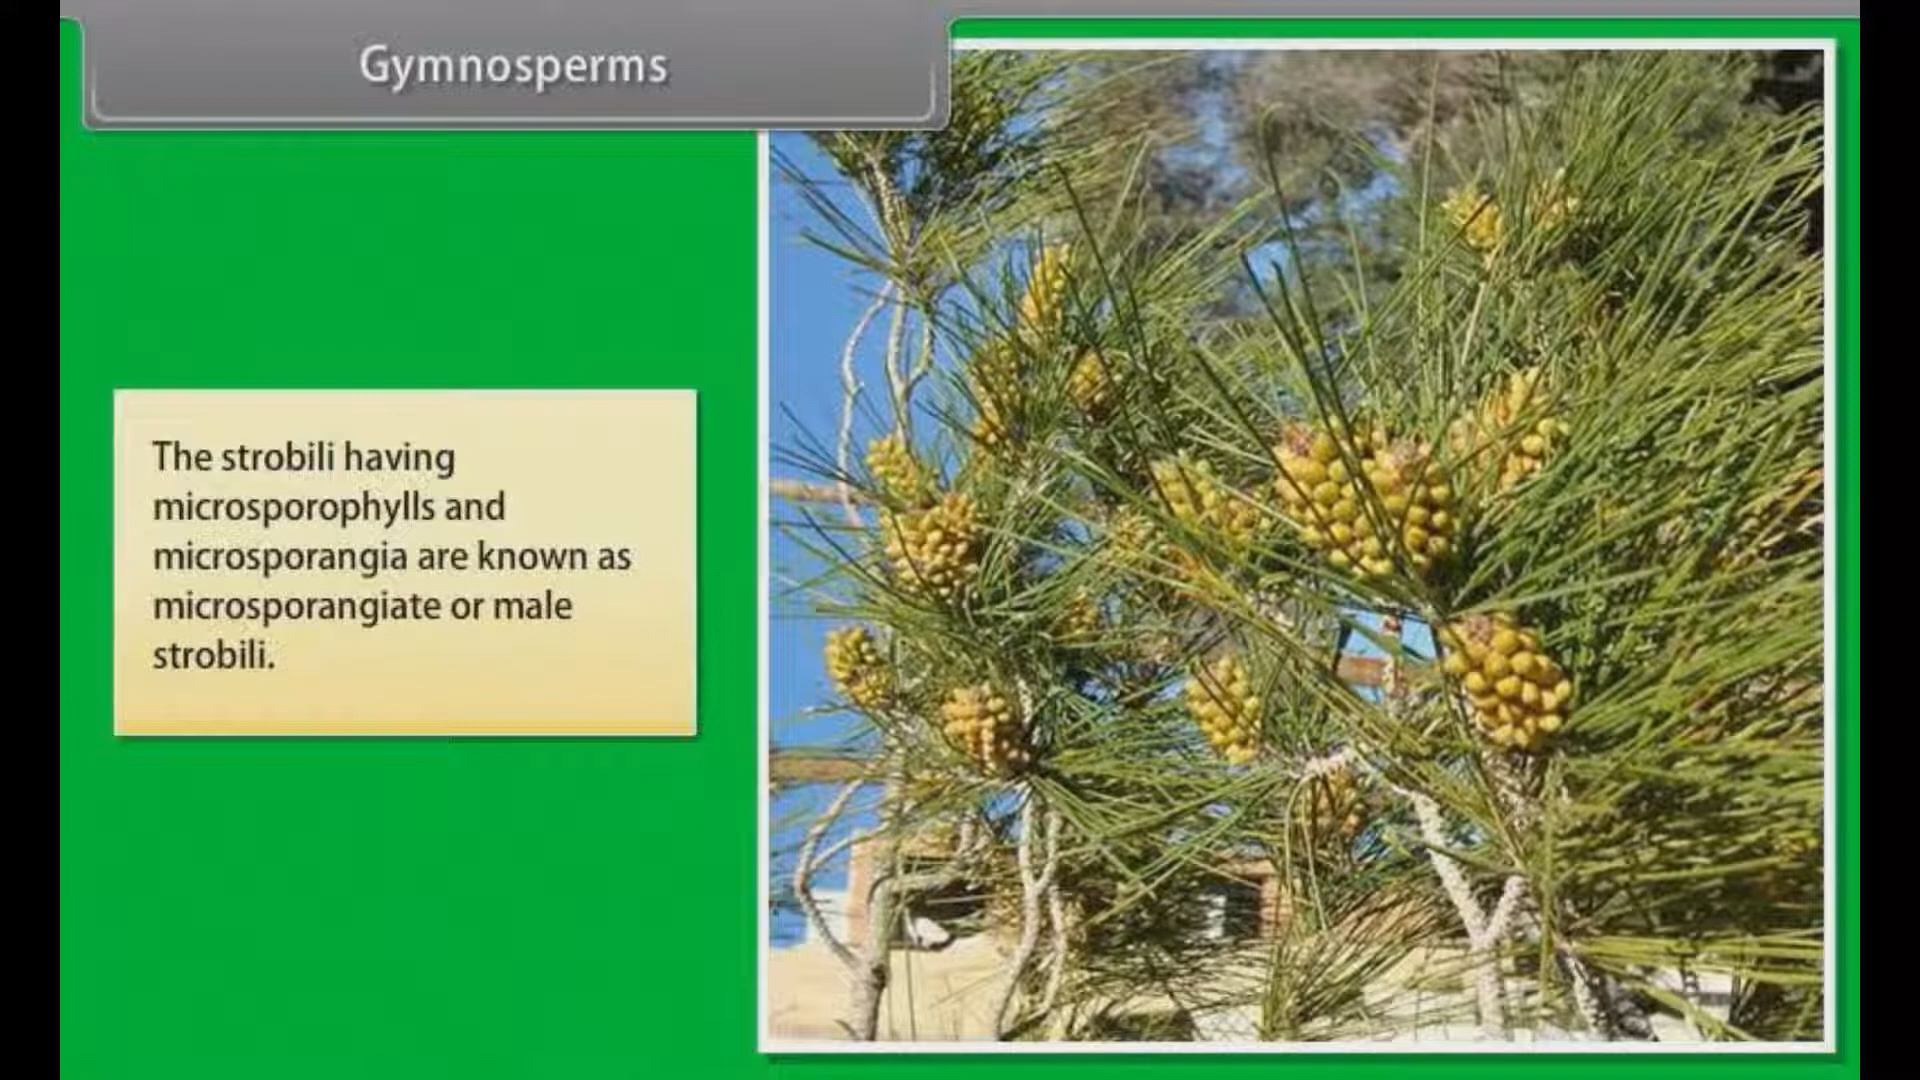 Gymnosperms
The strobili having
microsporophylls and
microsporangia are known as
microsporangiate or male
strobili.